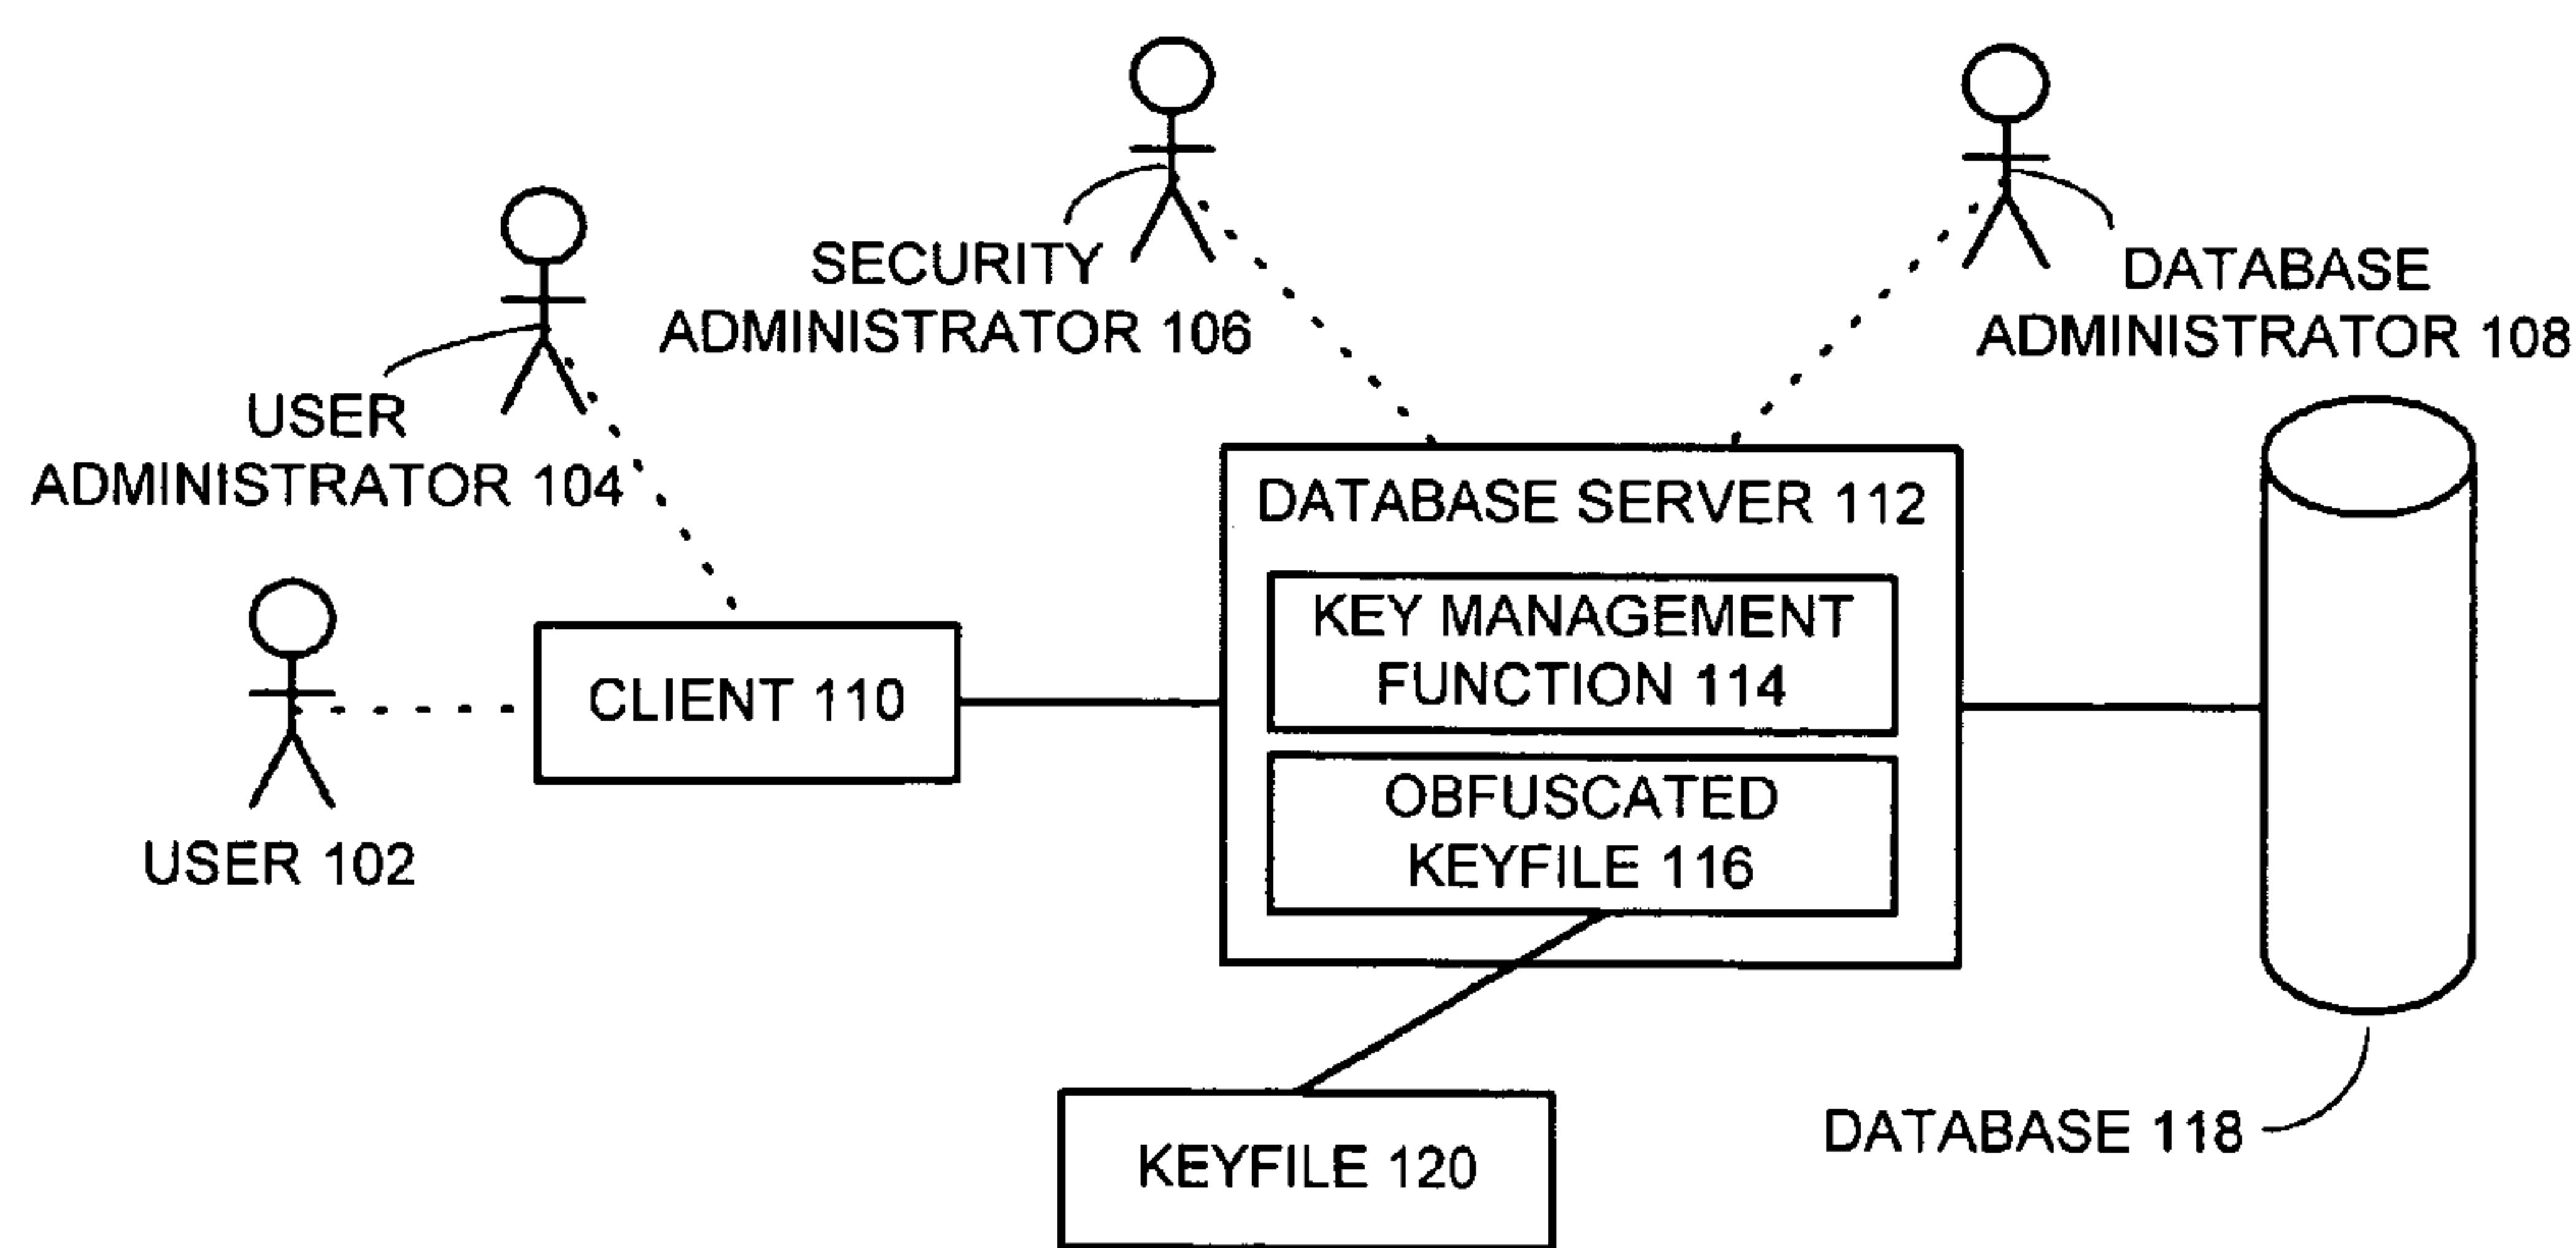 SECURITY
ADMINISTRATOR 106
DATABASE
ADMINISTRATOR 108
USER
ADMINISTRATOR 104
DATABASE SERVER 112
KEY MANAGEMENT
FUNCTION 114
CLIENT 110
OBFUSCATED
KEYFILE 116
USER 102
KEYFILE 120
DATABASE 118